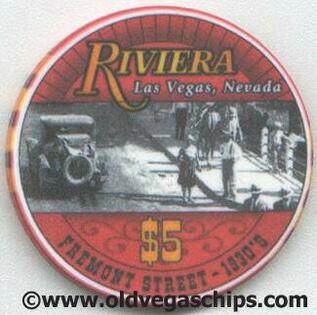 RIVIERA
Las Vegas, Nevada
$5
FREMONT STREET - 1930'S
©www.oldvegaschips.com